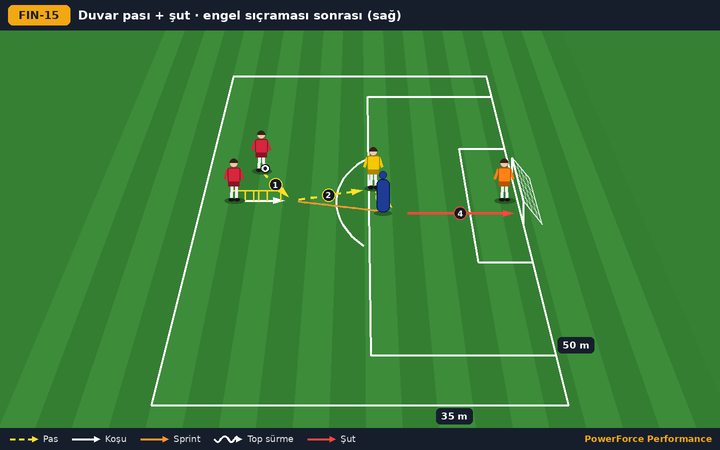 FIN-15 Duvar pası + şut · engel sıçraması sonrası (sağ)
1
2
4
50 m
35 m
Pas Koşu Sprint Top sürme Şut PowerForce Performance